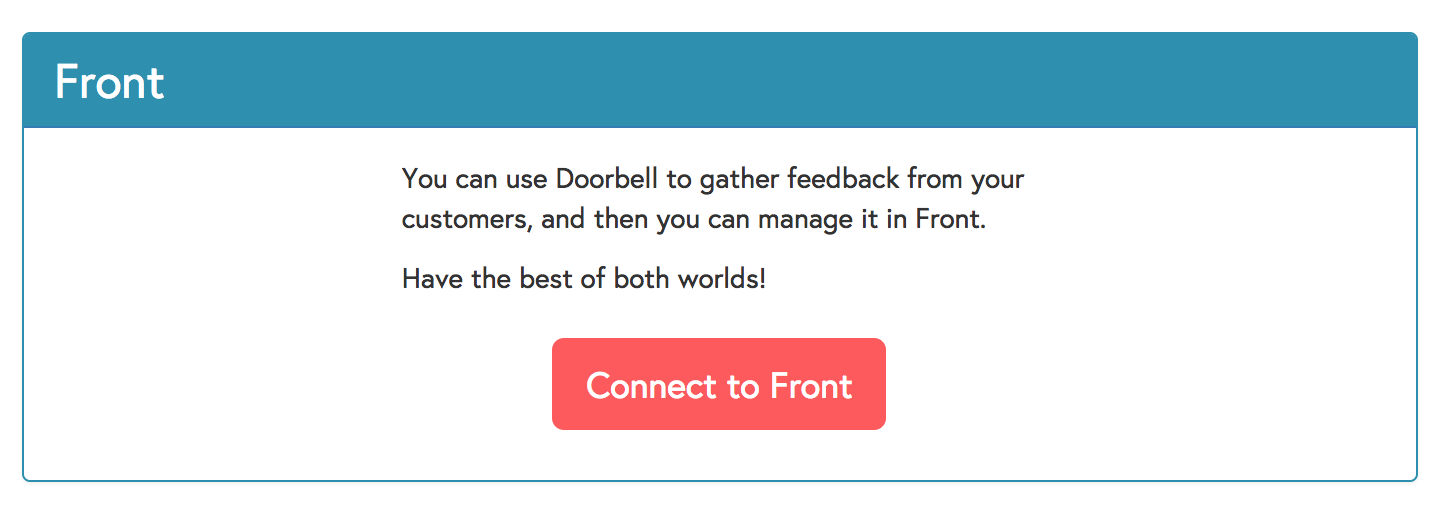 Front
You can use Doorbell to gather feedback from your
customers, and then you can manage it in Front.
Have the best of both worlds!
Connect to Front